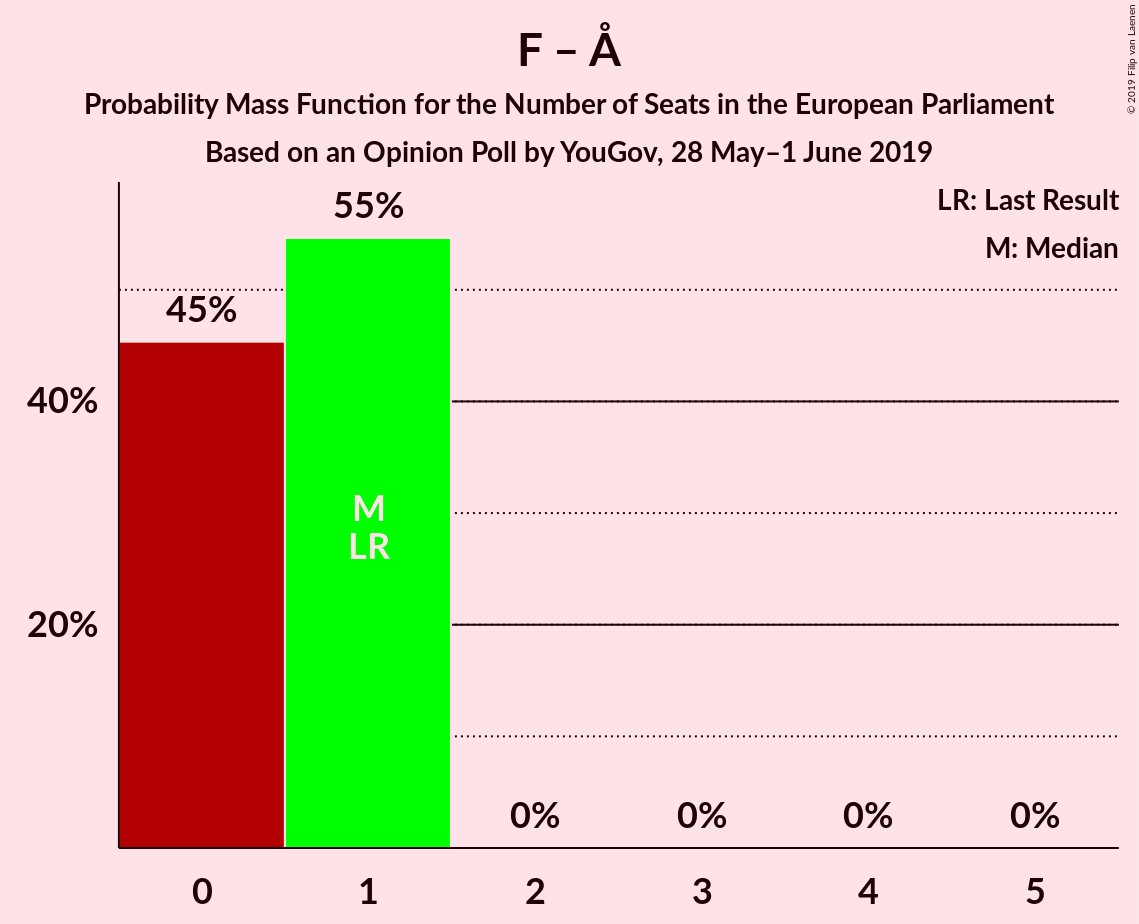 F – Å
Probability Mass Function for the Number of Seats in the European Parliament
Based on an Opinion Poll by YouGov, 28 May–1 June 2019
© 2019 Filip van Laenen
LR: Last Result
M: Median
55%
45%
40%
20%
M
LR
0%
0%
0%
0%
0
1
2
3
4
5